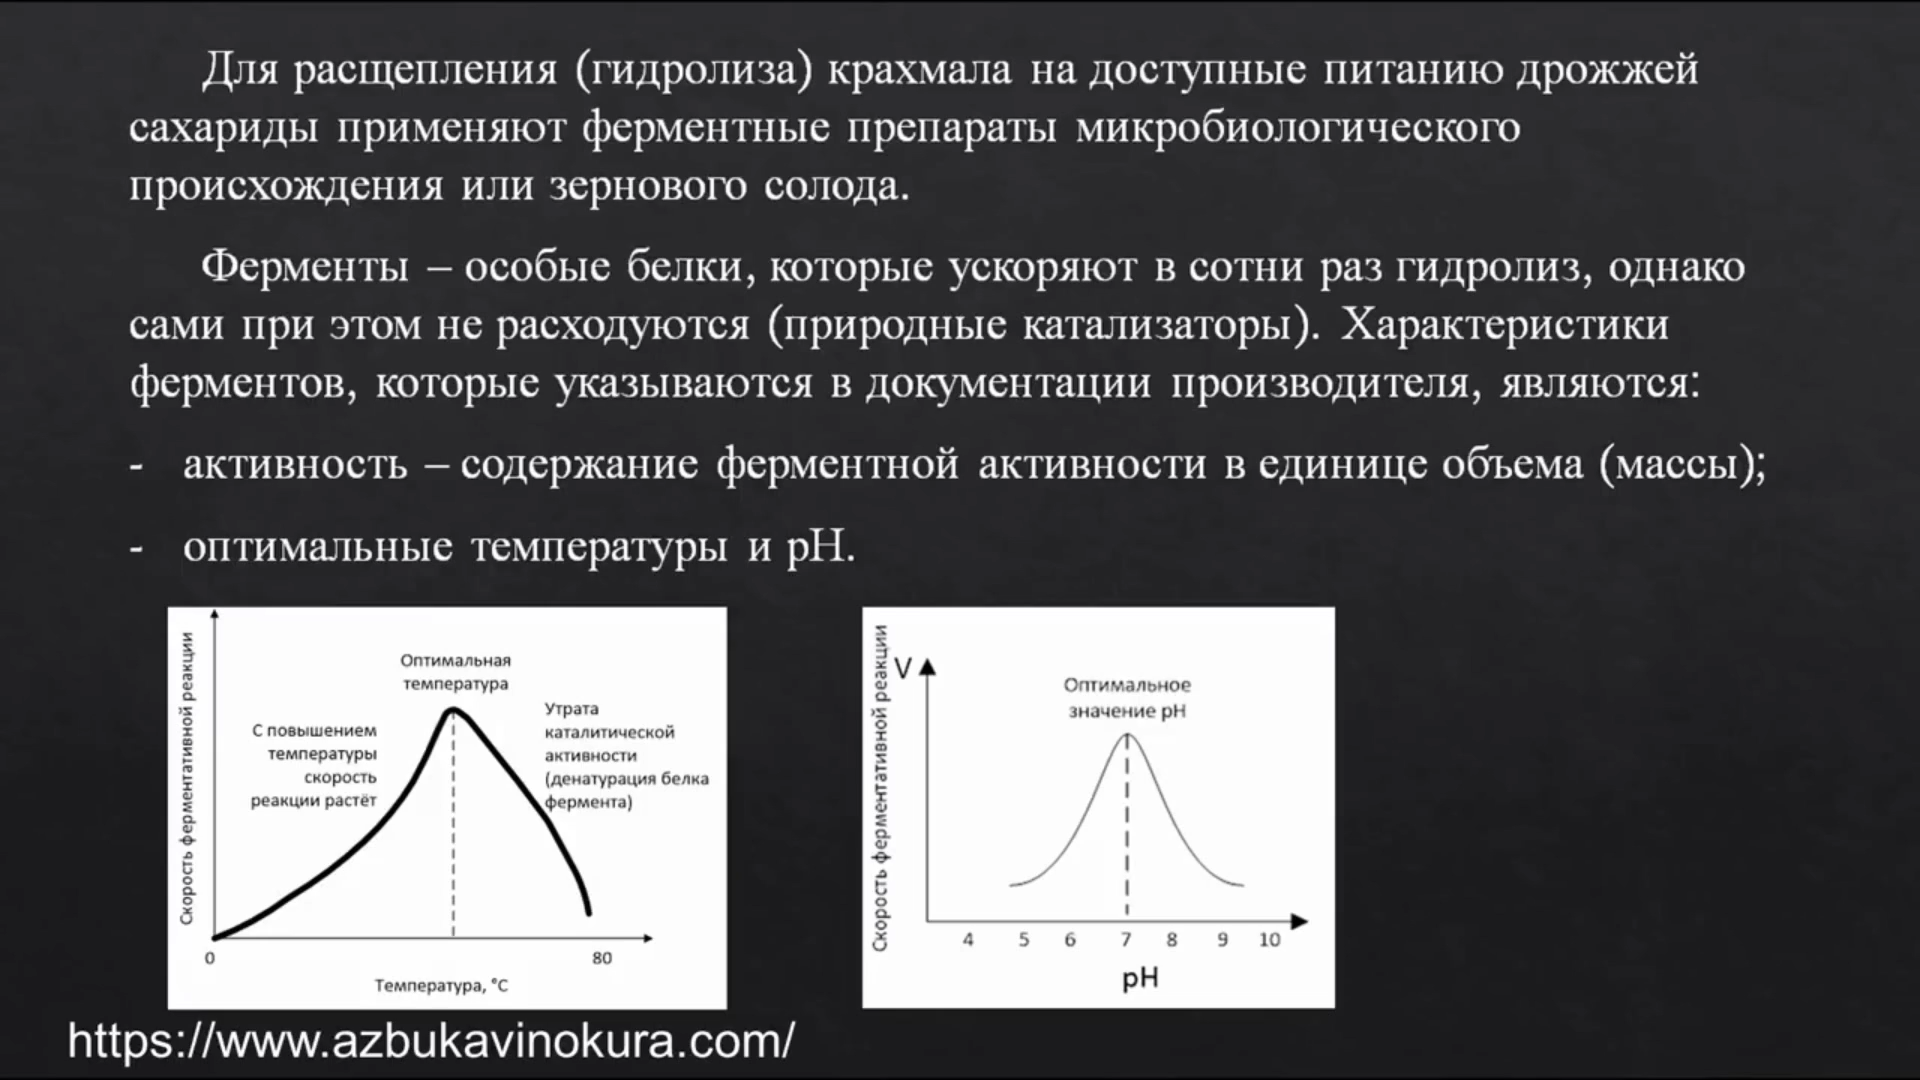 Для расщепления (гидролиза) крахмала на доступные питанию дрожжей
сахариды применяют ферментные препараты микробиологического
происхождения или зернового солода.
Ферменты – особые белки, которые ускоряют в сотни раз гидролиз, однако
сами при этом не расходуются (природные катализаторы). Характеристики
ферментов, которые указываются в документации производителя, являются:
- активность – содержание ферментной активности в единице объема (массы);
- оптимальные температуры и pH.
Скорость ферментативной реакции
Оптимальная
температура
С повышением
температуры
скорость
реакции растёт
Утрата
каталитической
активности
(денатурация белка
фермента)
0
80
Температура, °С
Скорость ферментативной реакции
V
Оптимальное
значение pH
4 5 6 7 8 9 10
pH
https://www.azbukavinokura.com/